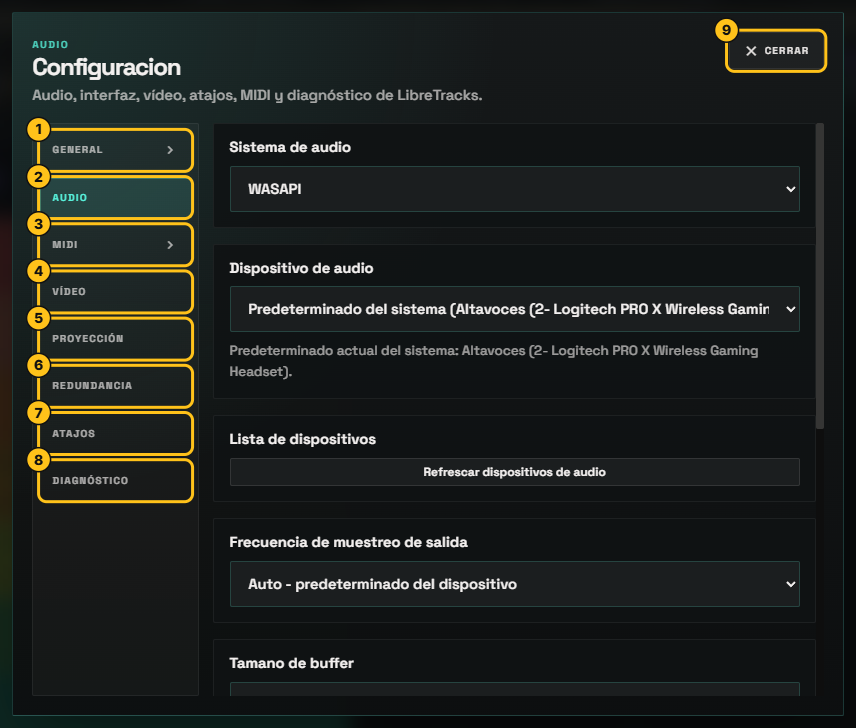 AUDIO
Configuracion
Audio, interfaz, vídeo, atajos, MIDI y diagnóstico de LibreTracks.
9
CERRAR
1
GENERAL
2
AUDIO
3
MIDI
4
VÍDEO
5
PROYECCIÓN
6
REDUNDANCIA
7
ATAJOS
8
DIAGNÓSTICO
Sistema de audio
WASAPI
Dispositivo de audio
Predeterminado del sistema (Altavoces (2- Logitech PRO X Wireless Gamin
Predeterminado actual del sistema: Altavoces (2- Logitech PRO X Wireless Gaming
Headset).
Lista de dispositivos
Refrescar dispositivos de audio
Frecuencia de muestreo de salida
Auto - predeterminado del dispositivo
Tamano de buffer